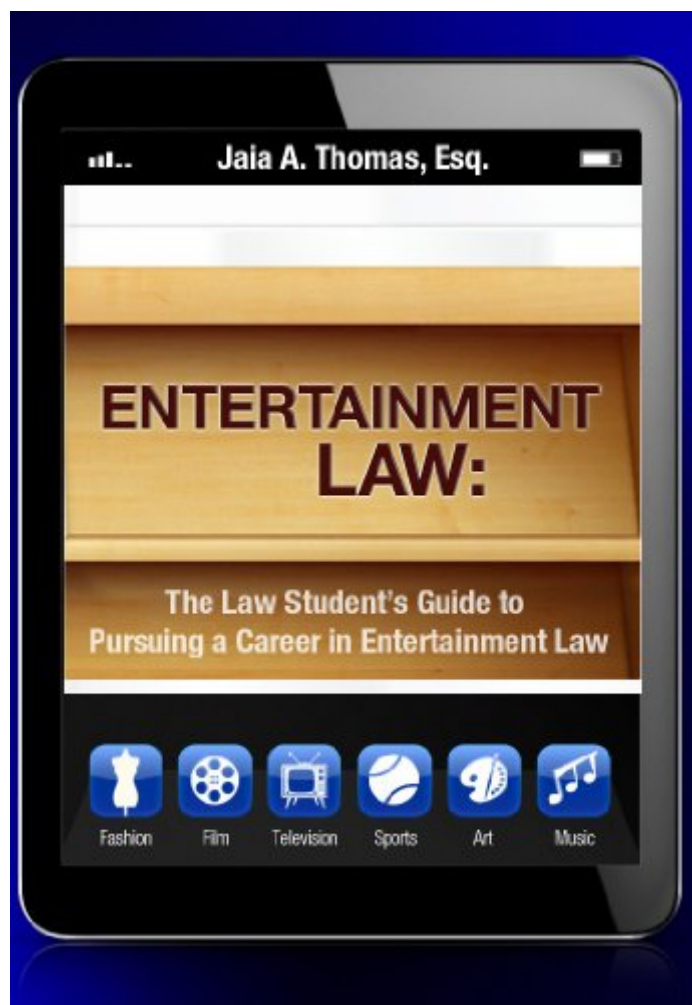 Jaia A. Thomas, Esq.
ENTERTAINMENT
LAW:
The Law Student's Guide to
Pursuing a Career in Entertainment Law
Fashion Film Television Sports Art Music